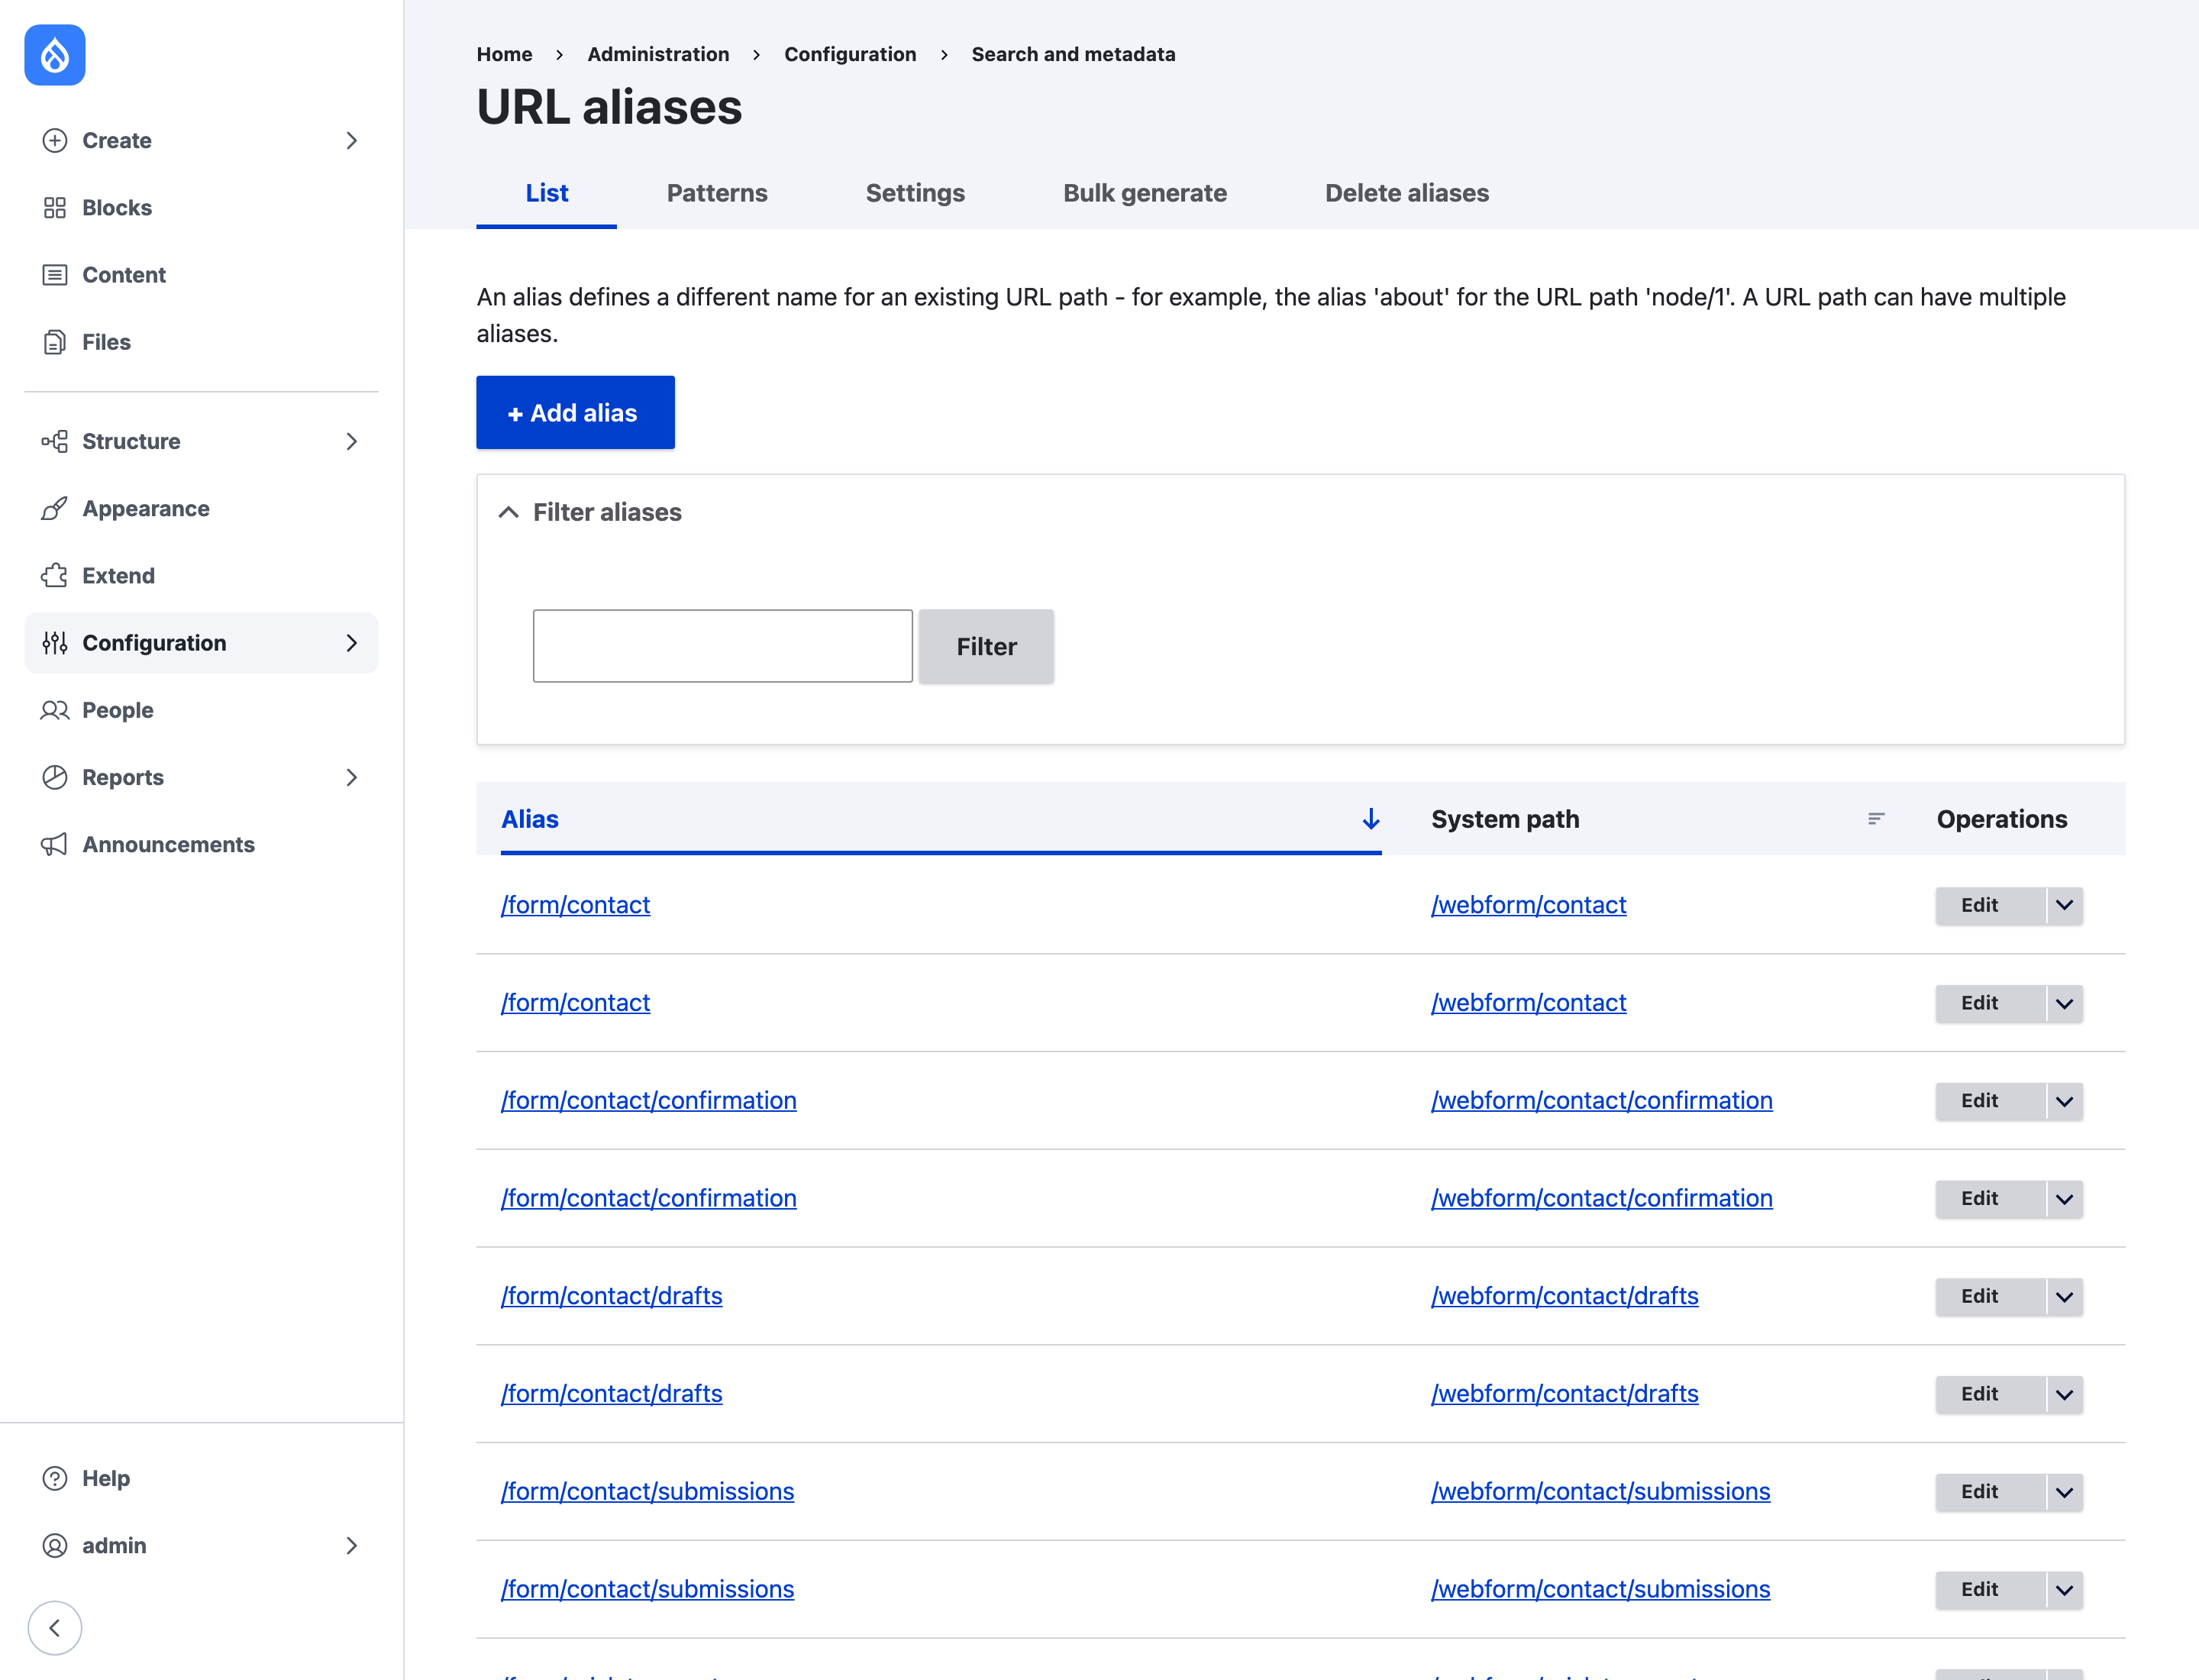 Home > Administration > Configuration > Search and metadata
URL aliases
List Patterns Settings Bulk generate Delete aliases
Create
Blocks
Content
Files
Structure
Appearance
Extend
Configuration
People
Reports
Announcements
Help
admin
An alias defines a different name for an existing URL path - for example, the alias 'about' for the URL path 'node/1'. A URL path can have multiple
aliases.
+ Add alias
Filter aliases
Filter
Alias System path Operations
/form/contact /webform/contact Edit
/form/contact /webform/contact Edit
/form/contact/confirmation /webform/contact/confirmation Edit
/form/contact/confirmation /webform/contact/confirmation Edit
/form/contact/drafts /webform/contact/drafts Edit
/form/contact/drafts /webform/contact/drafts Edit
/form/contact/submissions /webform/contact/submissions Edit
/form/contact/submissions /webform/contact/submissions Edit